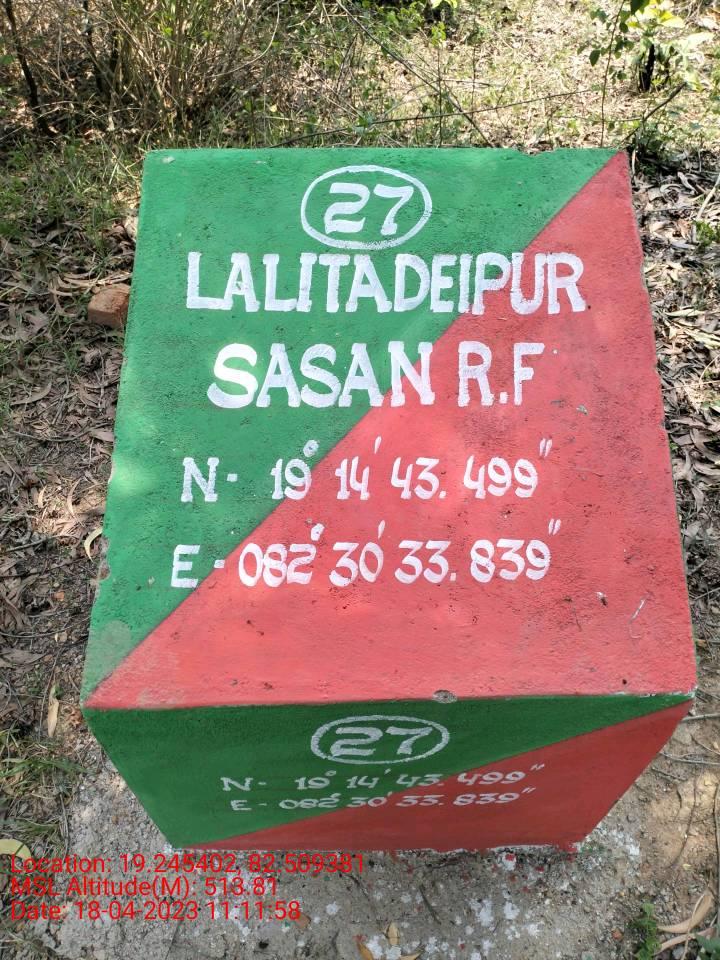 27
LALITADEIPUR
SASAN R.F
N- 19° 14' 43. 499"
E- 082° 30' 33. 839"
27
N- 19° 14' 43. 499"
E- 082° 30' 33. 839"
Location: 19.245402, 82.509381
MSL Altitude(M): 513.81
Date: 18-04-2023 11:11:58